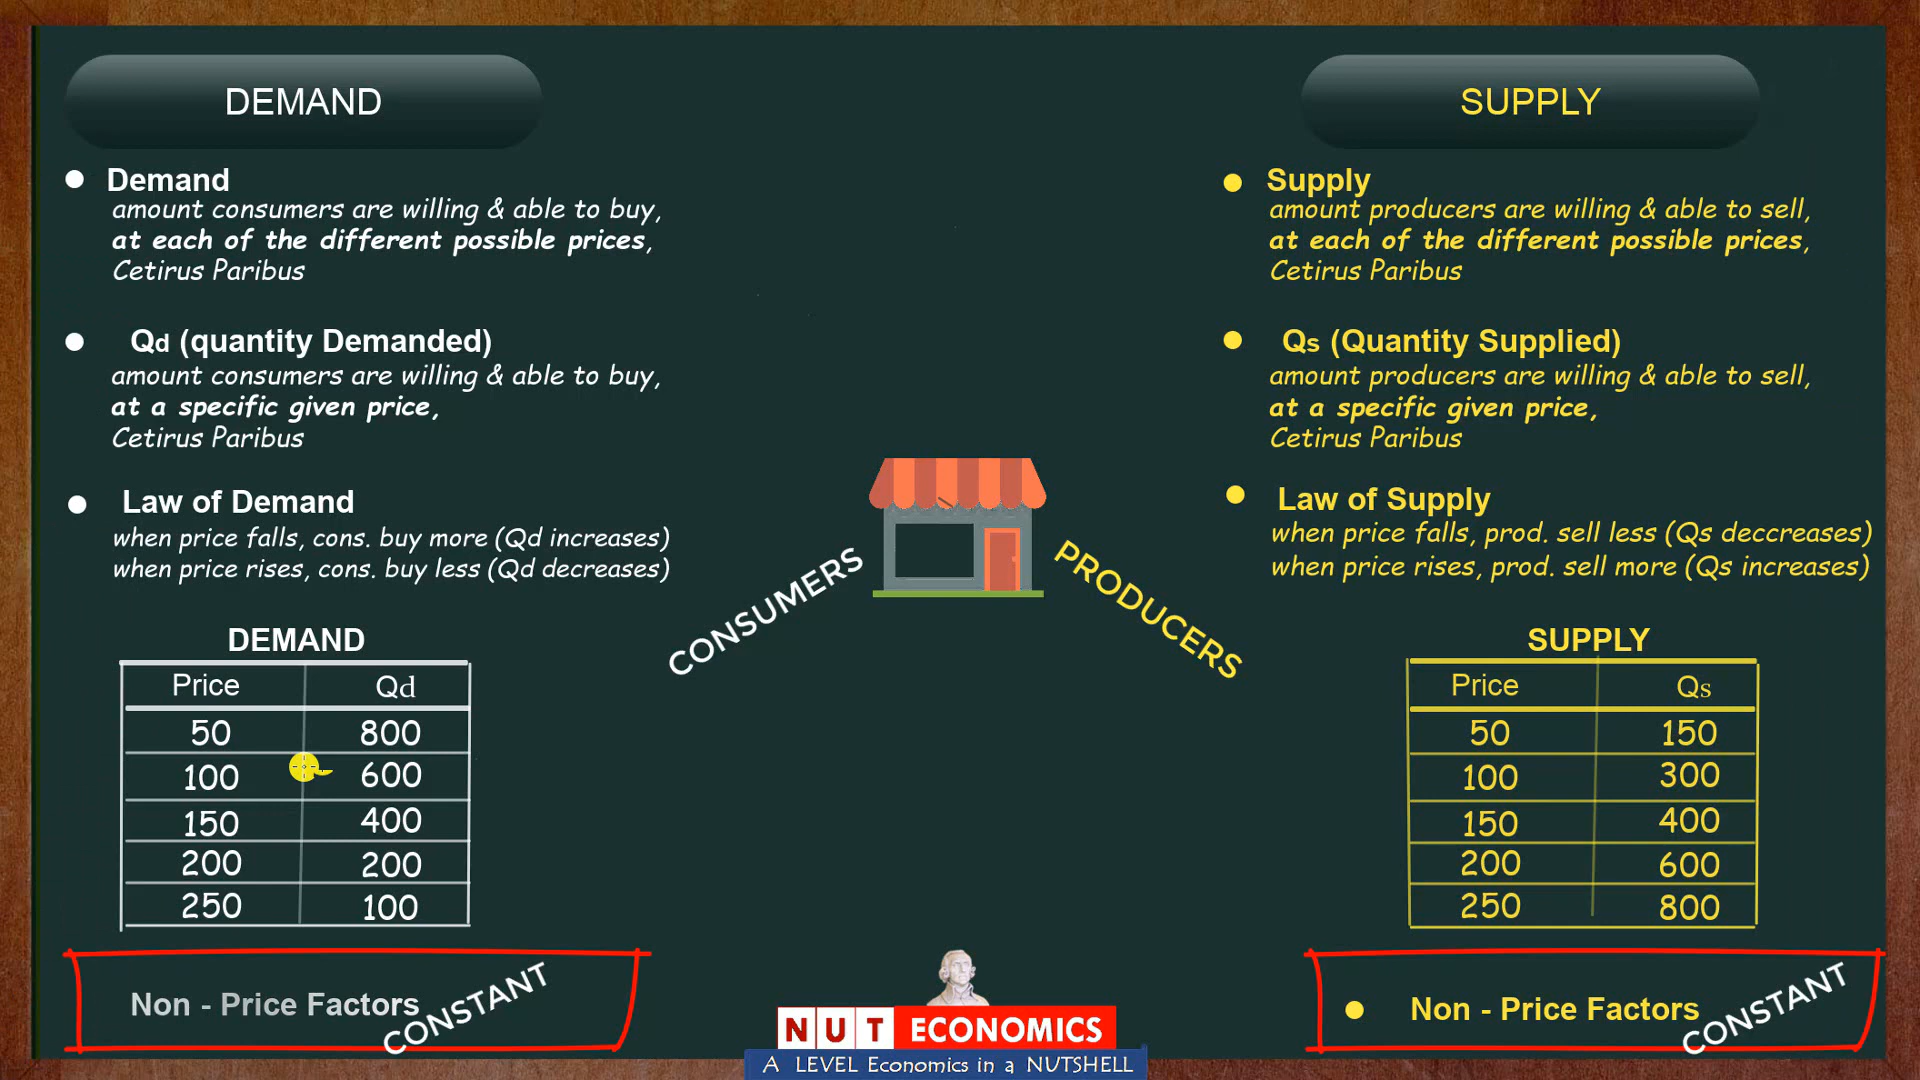 DEMAND
Demand
amount consumers are willing & able to buy,
at each of the different possible prices,
Cetirus Paribus
Qd (quantity Demanded)
amount consumers are willing & able to buy,
at a specific given price,
Cetirus Paribus
Law of Demand
when price falls, cons. buy more (Qd increases)
when price rises, cons. buy less (Qd decreases)
DEMAND
Price Qd
50 800
100 600
150 400
200 200
250 100
Non - Price Factors
CONSTANT
CONSUMERS
PRODUCERS
SUPPLY
Supply
amount producers are willing & able to sell,
at each of the different possible prices,
Cetirus Paribus
Qs (Quantity Supplied)
amount producers are willing & able to sell,
at a specific given price,
Cetirus Paribus
Law of Supply
when price falls, prod. sell less (Qs deccreases)
when price rises, prod. sell more (Qs increases)
SUPPLY
Price Qs
50 150
100 300
150 400
200 600
250 800
Non - Price Factors
CONSTANT
NUT ECONOMICS
A LEVEL Economics in a NUTSHELL